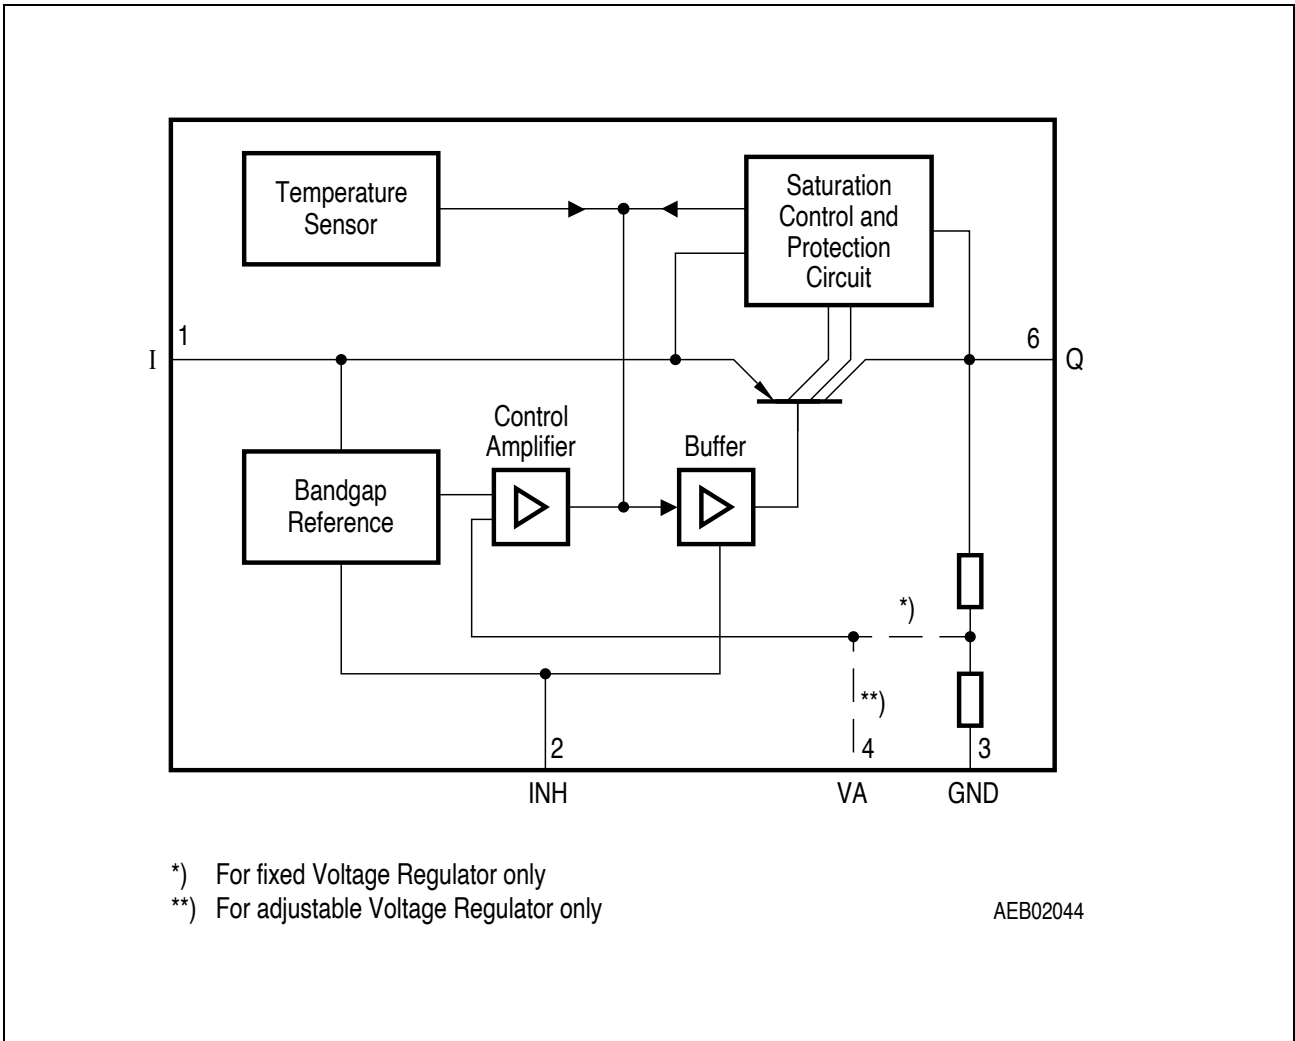 Temperature
Sensor
Saturation
Control and
Protection
Circuit
1
I
6
Q
Control
Amplifier
Buffer
Bandgap
Reference
*)
**)
2
4
3
INH
VA
GND
*) For fixed Voltage Regulator only
**) For adjustable Voltage Regulator only
AEB02044